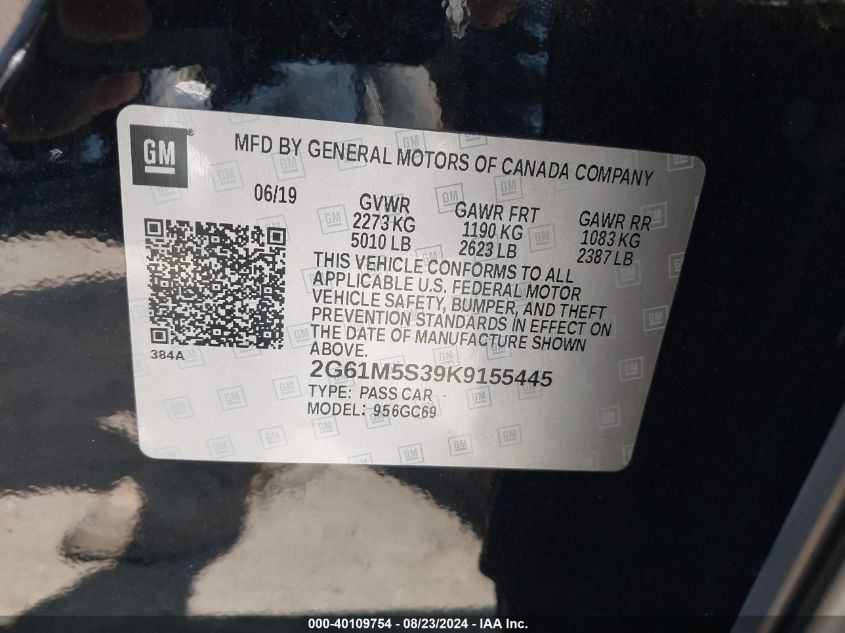 GM ®
MFD BY GENERAL MOTORS OF CANADA COMPANY
06/19
GVWR
2273 KG
5010 LB
GAWR FRT
1190 KG
2623 LB
GAWR RR
1083 KG
2387 LB
THIS VEHICLE CONFORMS TO ALL
APPLICABLE U.S. FEDERAL MOTOR
VEHICLE SAFETY, BUMPER, AND THEFT
PREVENTION STANDARDS IN EFFECT ON
THE DATE OF MANUFACTURE SHOWN
ABOVE.
384A
2G61M5S39K9155445
TYPE: PASS CAR
MODEL: 956GC69
000-40109754 - 08/23/2024 - IAA Inc.